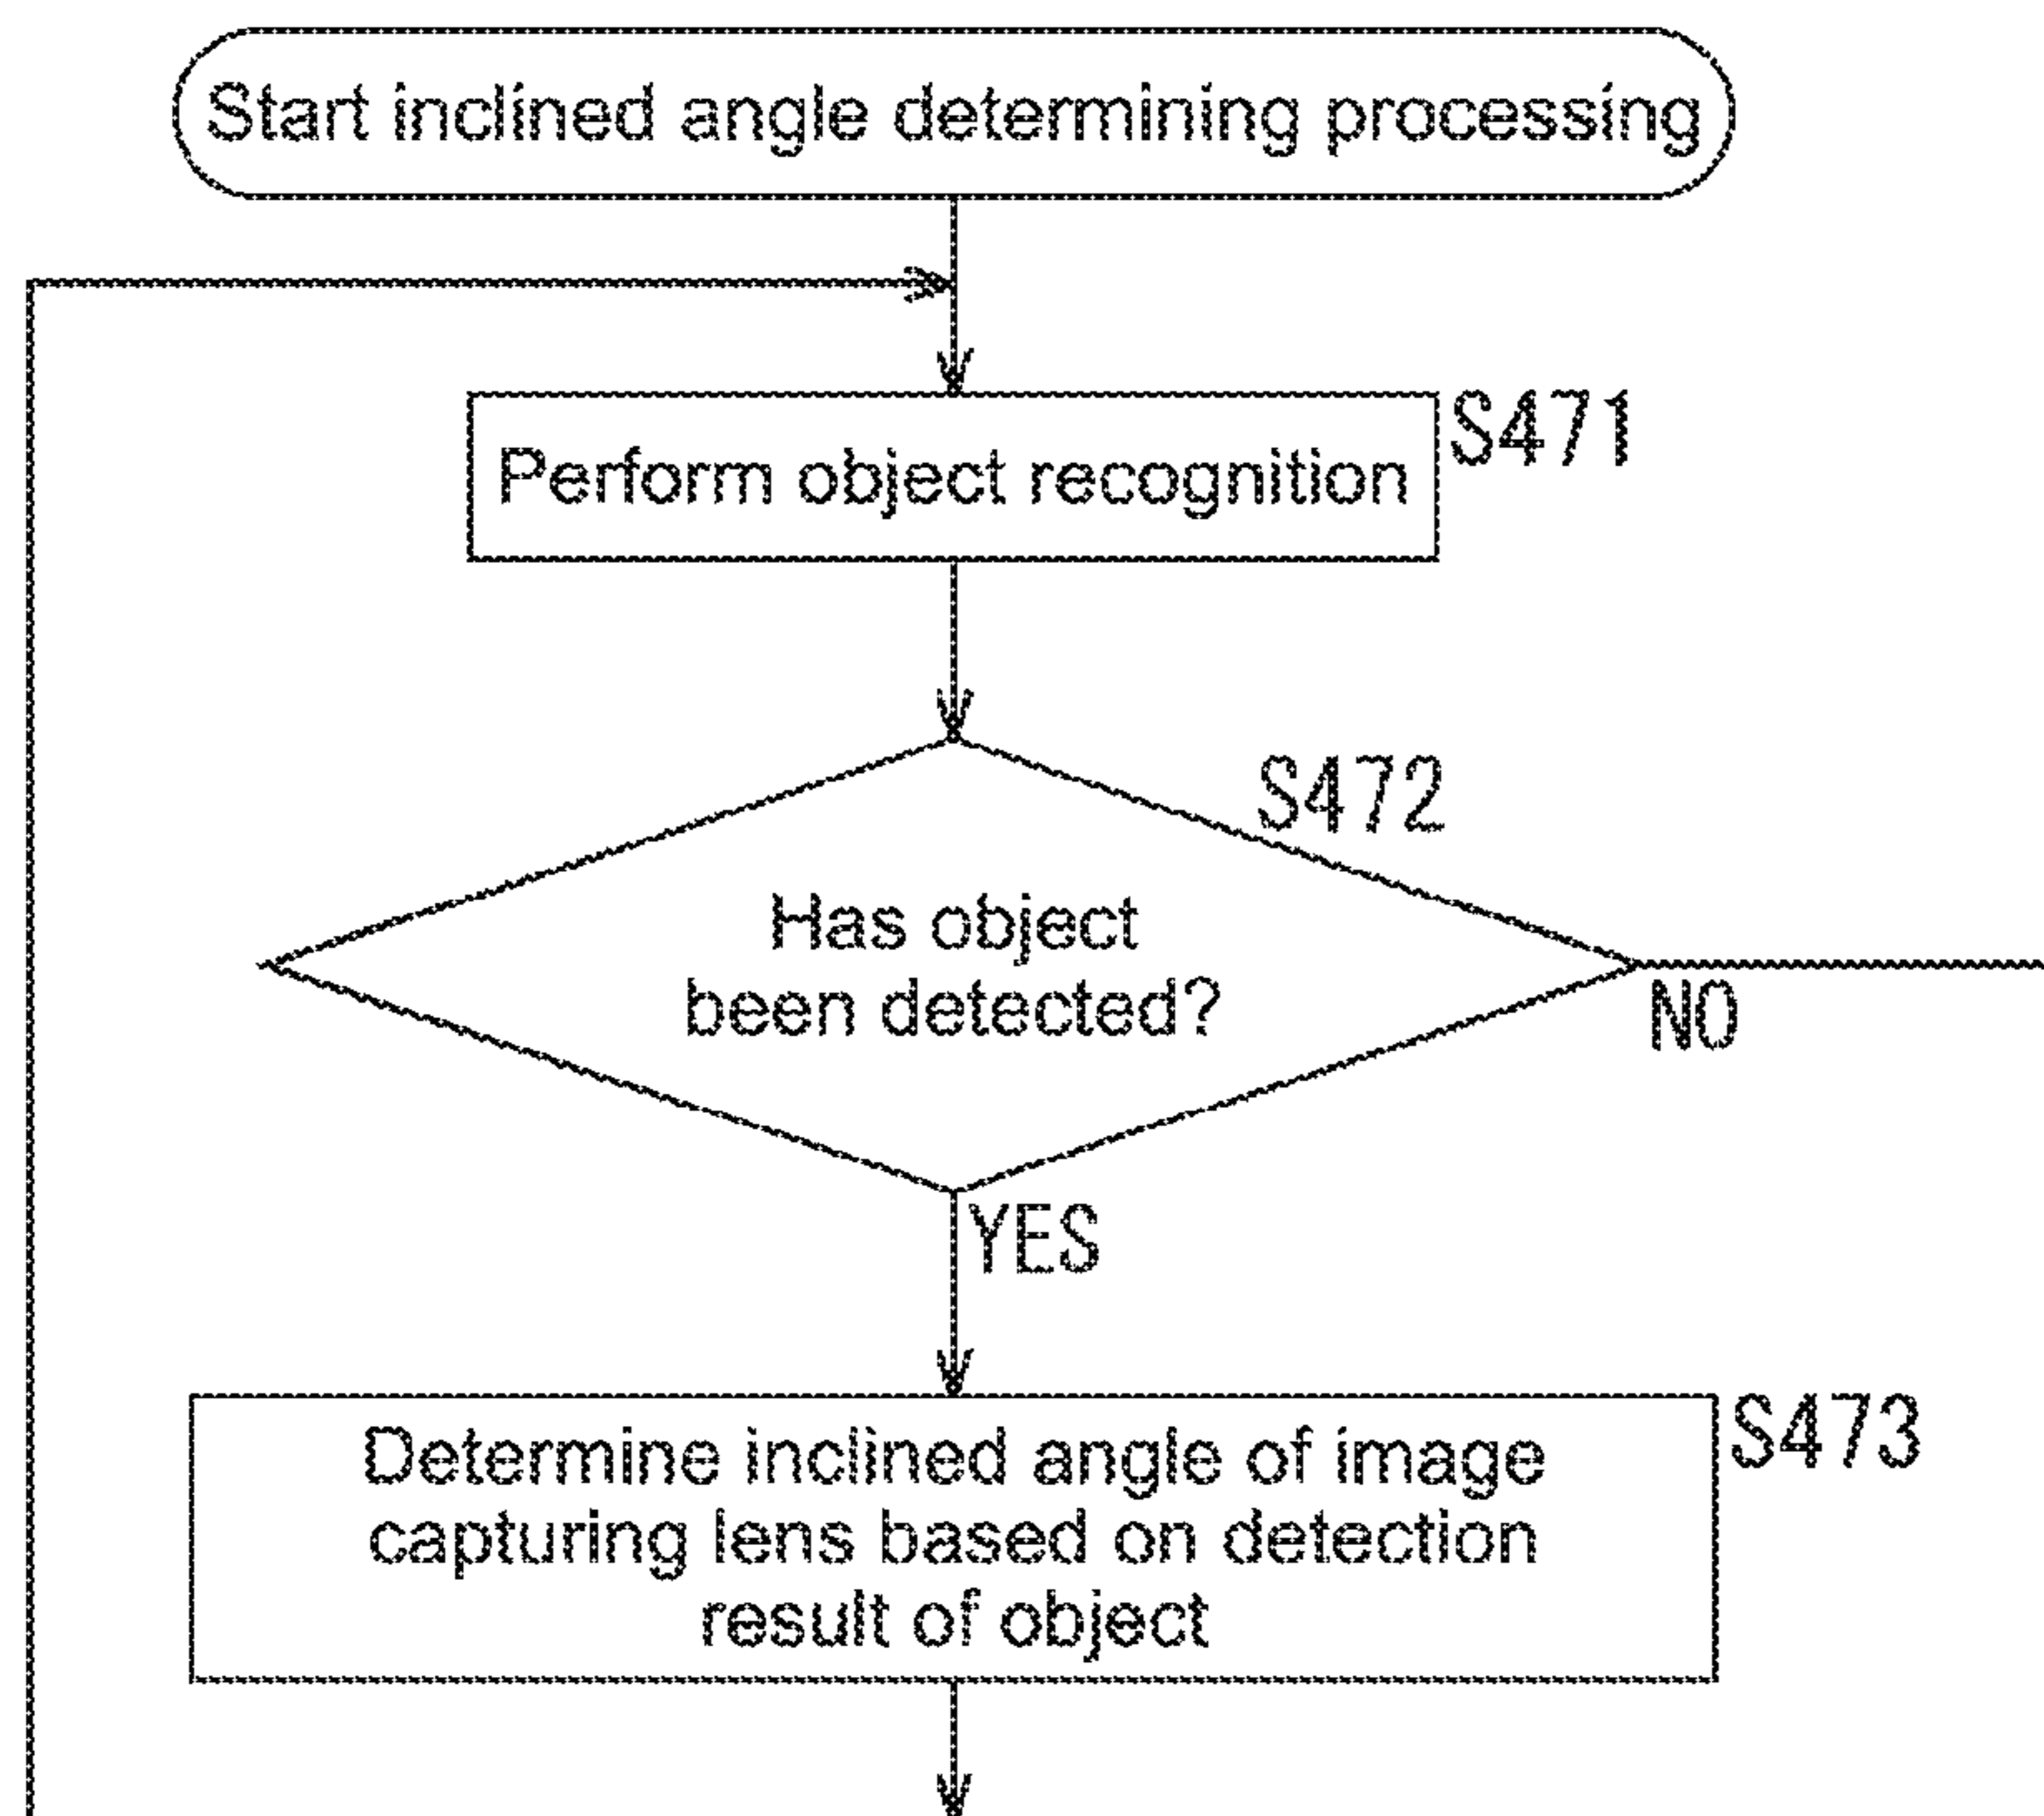 Start inclined angle determining processing
Perform object recognition
S471
S472
Has object
been detected?
NO
YES
Determine inclined angle of image
capturing lens based on detection
result of object
S473